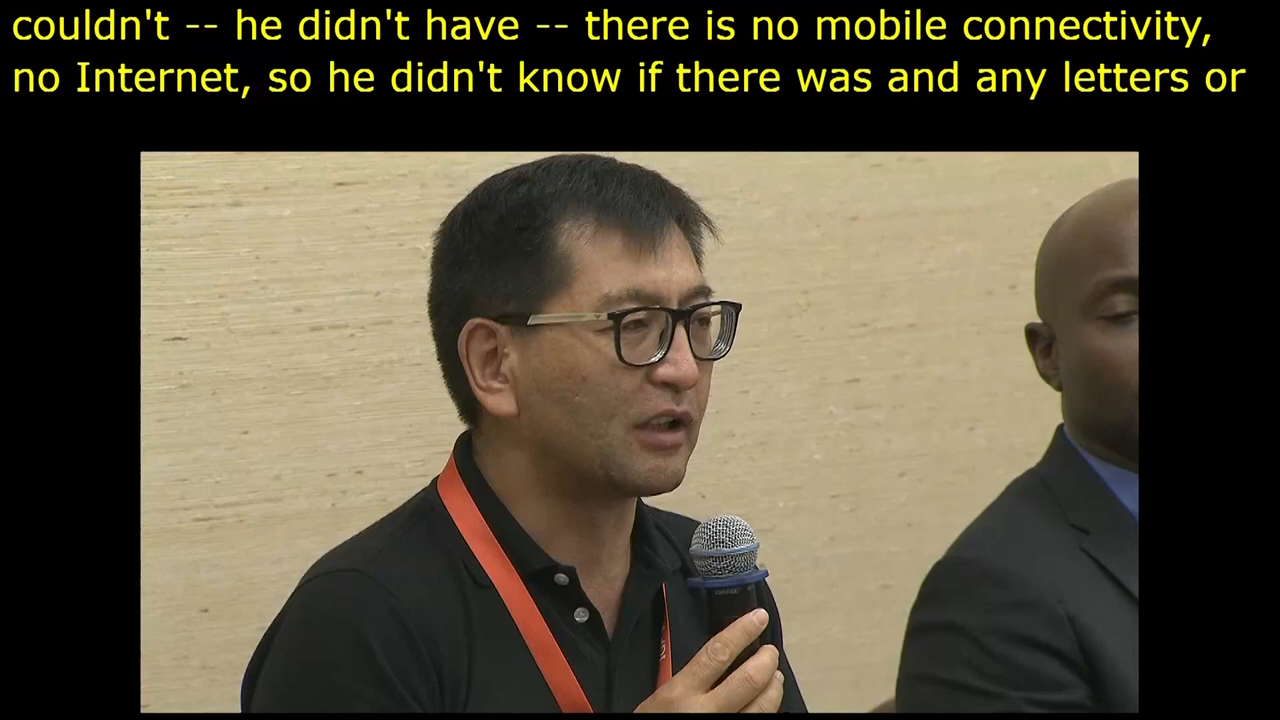 couldn't -- he didn't have -- there is no mobile connectivity,
no Internet, so he didn't know if there was and any letters or